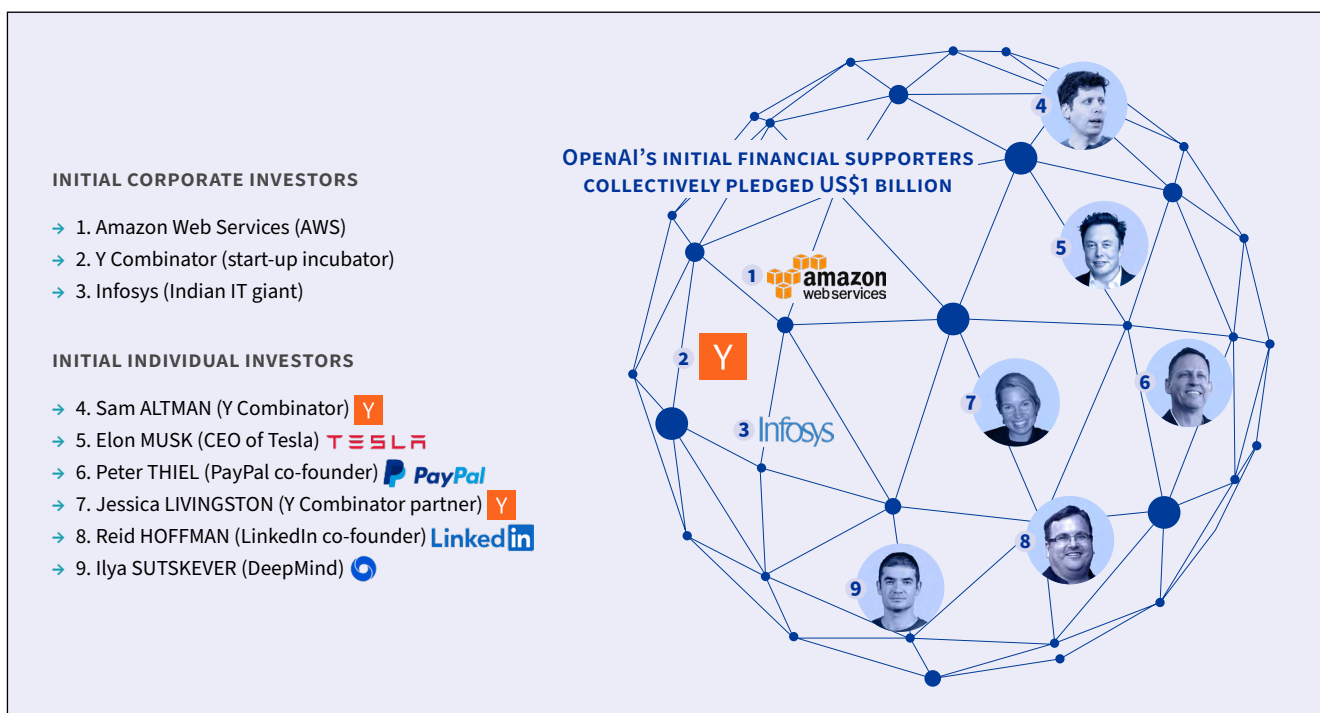 INITIAL CORPORATE INVESTORS
→ 1. Amazon Web Services (AWS)
→ 2. Y Combinator (start-up incubator)
→ 3. Infosys (Indian IT giant)
INITIAL INDIVIDUAL INVESTORS
→ 4. Sam ALTMAN (Y Combinator) Y
→ 5. Elon MUSK (CEO of Tesla) TESLA
→ 6. Peter THIEL (PayPal co-founder) P PayPal
→ 7. Jessica LIVINGSTON (Y Combinator partner) Y
→ 8. Reid HOFFMAN (LinkedIn co-founder) Linkedin
→ 9. Ilya SUTSKEVER (DeepMind)
OPENAI'S INITIAL FINANCIAL SUPPORTERS
COLLECTIVELY PLEDGED US$1 BILLION
4
5
1 amazon
webservices
2 Y
6
7
3 Infosys
8
9